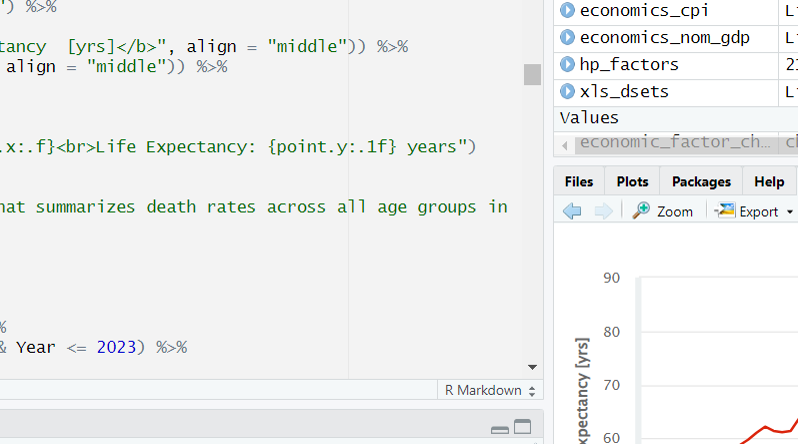 ") %>%
tancy  [yrs]</b>", align = "middle")) %>%
align = "middle")) %>%
.x:.f}<br>Life Expectancy: {point.y:.1f} years")
hat summarizes death rates across all age groups in
%
& Year <= 2023) %>%
R Markdown
economics_cpi Li
economics_nom_gdp Li
hp_factors 21
xls_dsets Li
Values
economic_factor_ch… ch
Files Plots Packages Help
Zoom Export
90
80
70
60
xpectancy [yrs]